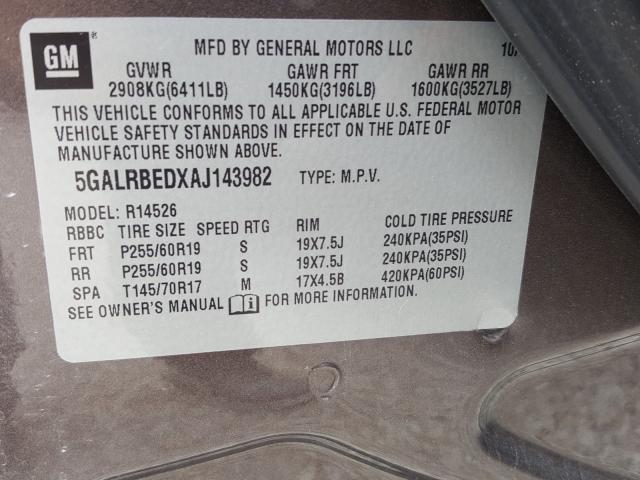 GM
MFD BY GENERAL MOTORS LLC
GVWR GAWR FRT GAWR RR
2908KG(6411LB) 1450KG(3196LB) 1600KG(3527LB)
THIS VEHICLE CONFORMS TO ALL APPLICABLE U.S. FEDERAL MOTOR
VEHICLE SAFETY STANDARDS IN EFFECT ON THE DATE OF
MANUFACTURE SHOWN ABOVE.
5GALRBEDXAJ143982 TYPE: M.P.V.
MODEL: R14526
RBBC TIRE SIZE SPEED RTG RIM COLD TIRE PRESSURE
FRT P255/60R19 S 19X7.5J 240KPA(35PSI)
RR P255/60R19 S 19X7.5J 240KPA(35PSI)
SPA T145/70R17 M 17X4.5B 420KPA(60PSI)
SEE OWNER'S MANUAL FOR MORE INFORMATION.